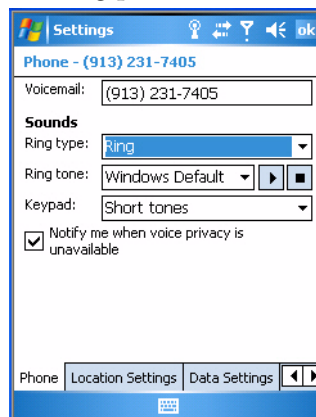 Settings ok
Phone - (913) 231-7405
Voicemail: (913) 231-7405
Sounds
Ring type: Ring
Ring tone: Windows Default
Keypad: Short tones
Notify me when voice privacy is
unavailable
Phone Location Settings Data Settings